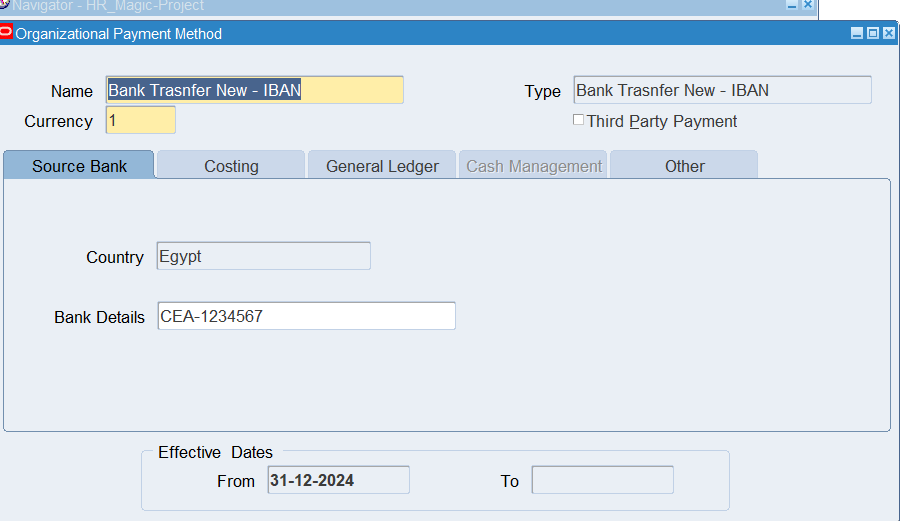 Navigator - HR_Magic-Project
Organizational Payment Method
Name Bank Trasnfer New - IBAN Type Bank Trasnfer New - IBAN
Currency 1 Third Party Payment
Source Bank Costing General Ledger Cash Management Other
Country Egypt
Bank Details CEA-1234567
Effective Dates
From 31-12-2024 To